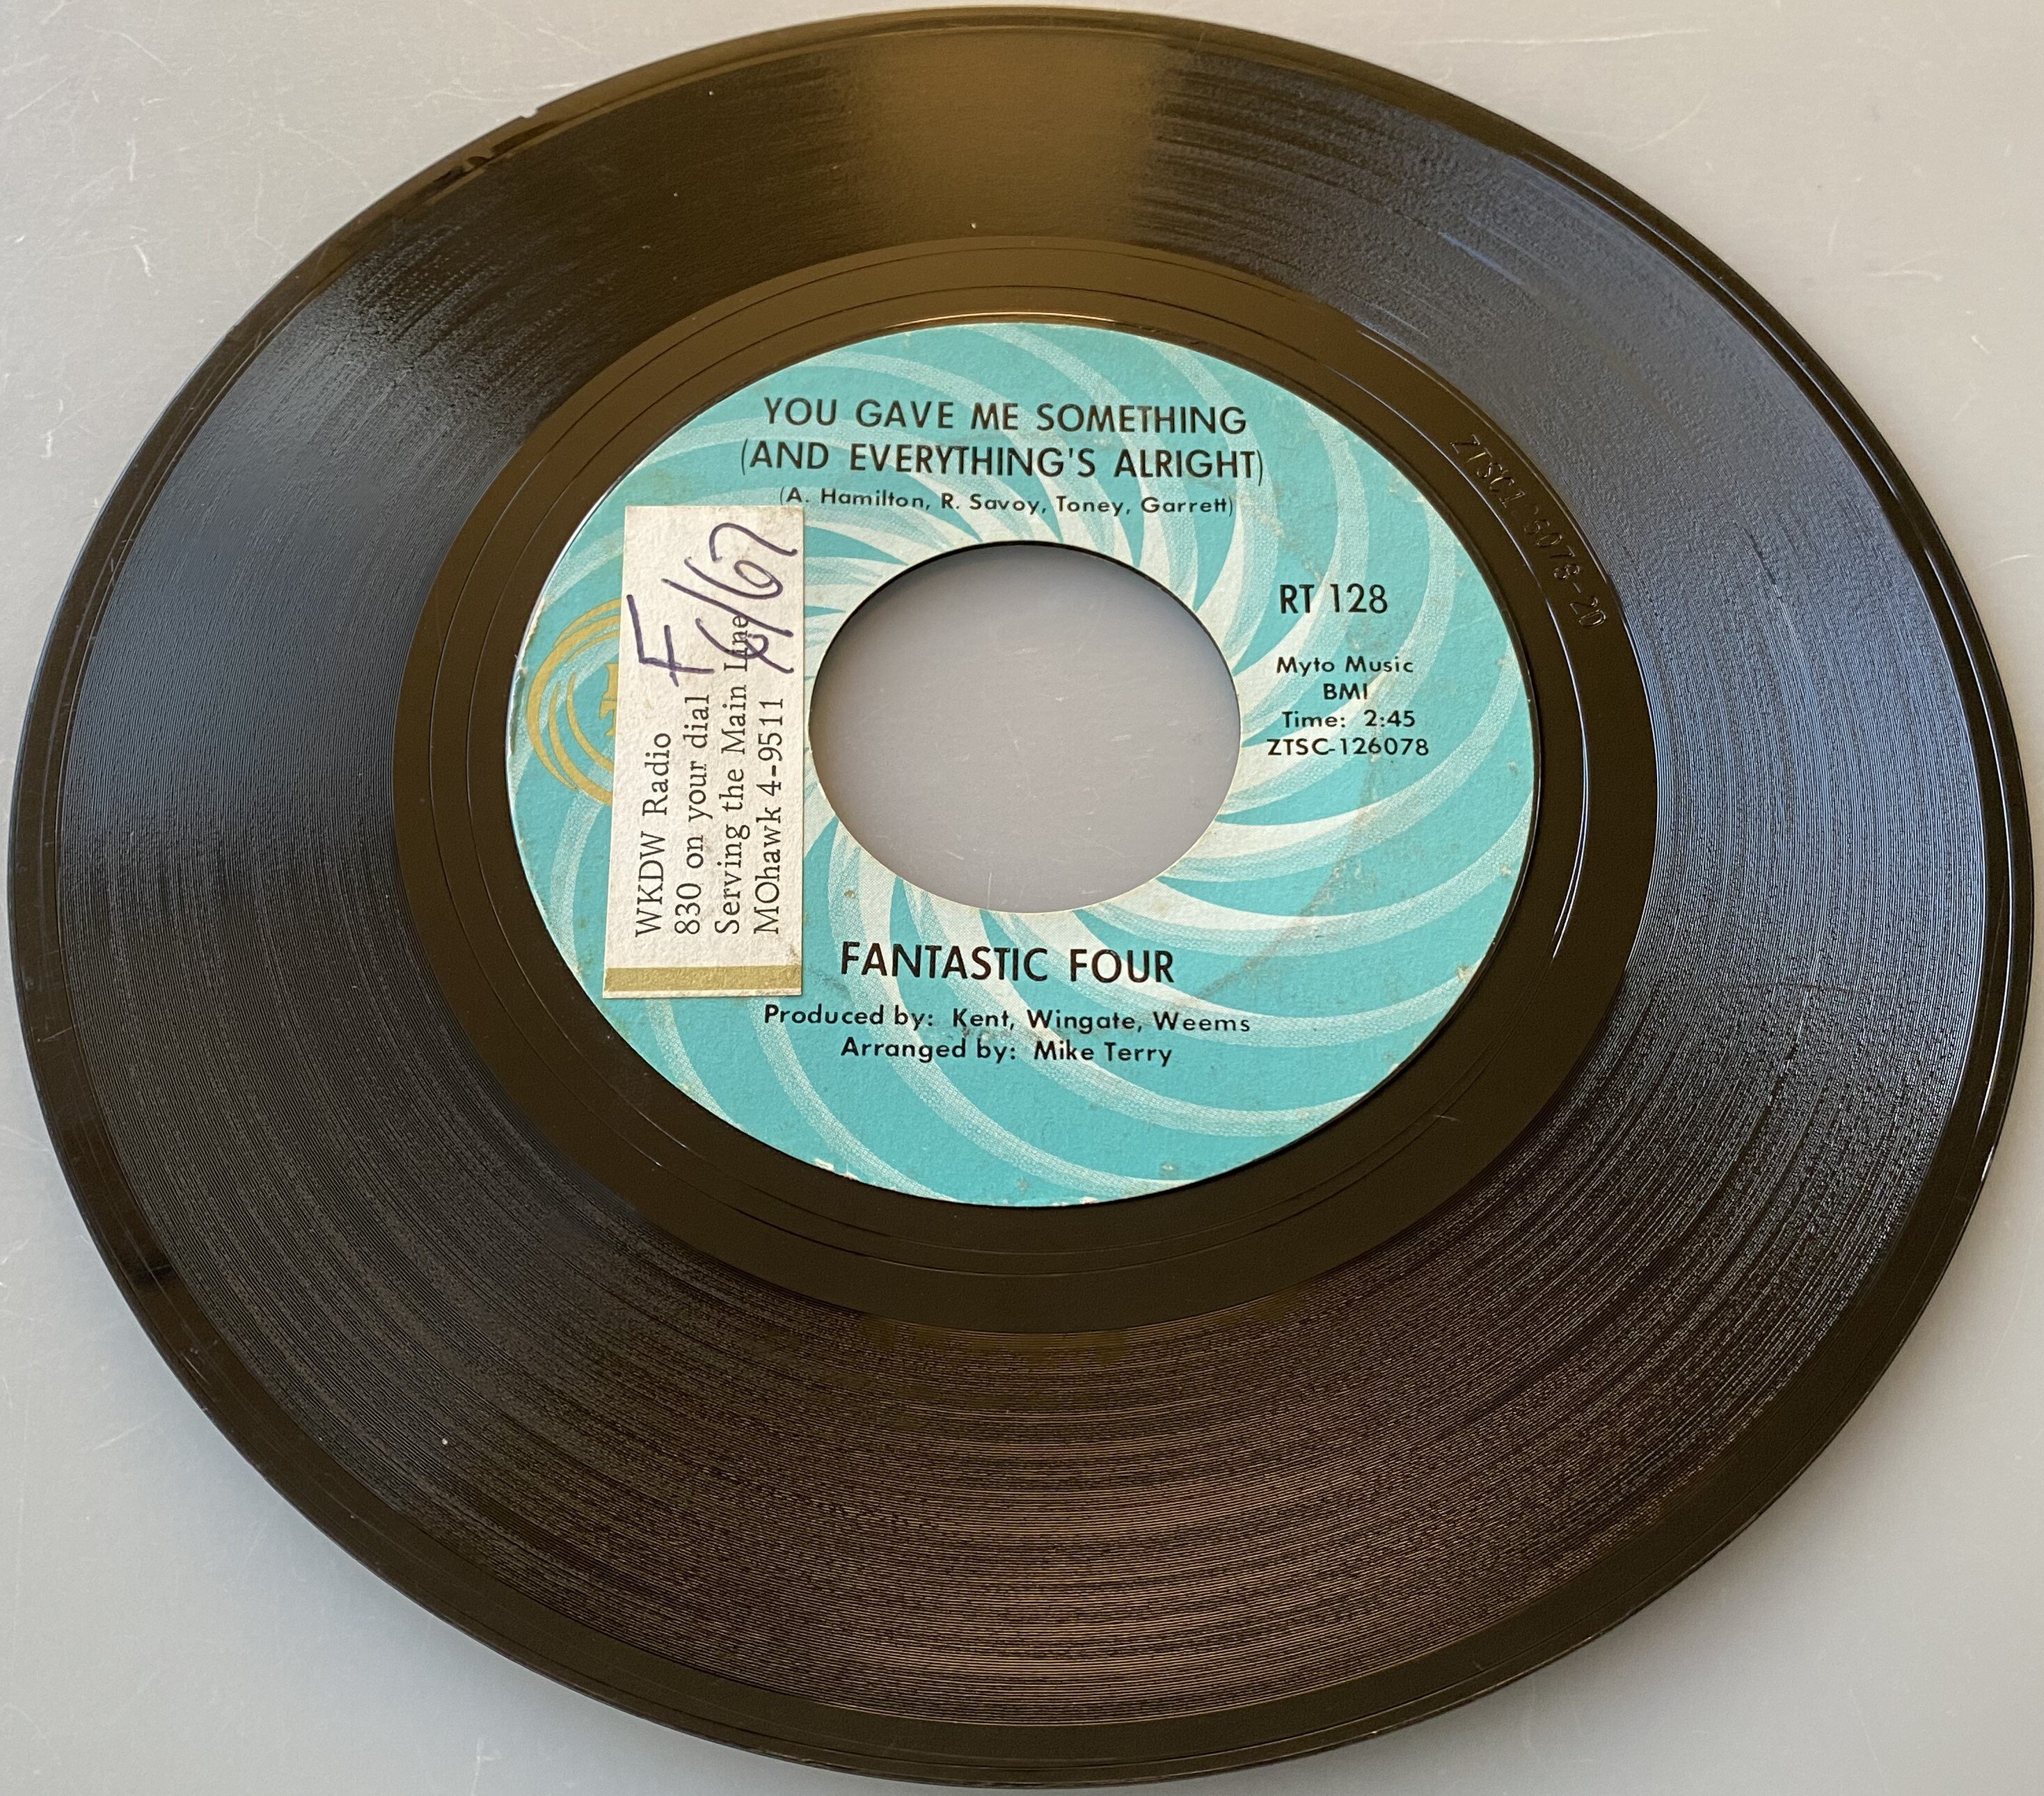 YOU GAVE ME SOMETHING
(AND EVERYTHING'S ALRIGHT)
(A. Hamilton, R. Savoy, Toney, Garrett)
F 6/67
WKDW Radio
830 on your dial
Serving the Main Line
MOhawk 4-9511
RT 128
Myto Music
BMI
Time: 2:45
ZTSC-126078
FANTASTIC FOUR
Produced by: Kent, Wingate, Weems
Arranged by: Mike Terry